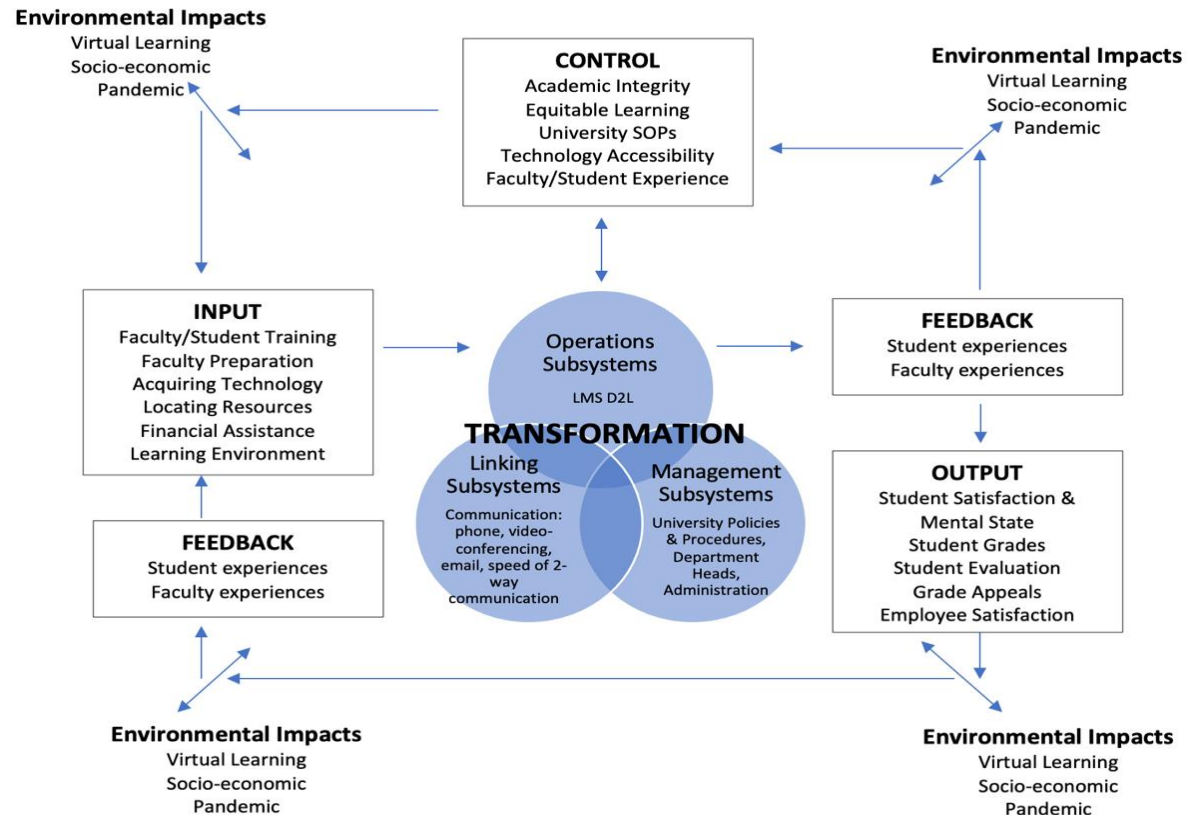 Environmental Impacts
Virtual Learning
Socio-economic
Pandemic
CONTROL
Academic Integrity
Equitable Learning
University SOPs
Technology Accessibility
Faculty/Student Experience
Environmental Impacts
Virtual Learning
Socio-economic
Pandemic
INPUT
Faculty/Student Training
Faculty Preparation
Acquiring Technology
Locating Resources
Financial Assistance
Learning Environment
Operations
Subsystems
LMS D2L
TRANSFORMATION
Linking
Subsystems
Communication:
phone, video-
conferencing,
email, speed of 2-
way
communication
Management
Subsystems
University Policies
& Procedures,
Department
Heads,
Administration
FEEDBACK
Student experiences
Faculty experiences
OUTPUT
Student Satisfaction &
Mental State
Student Grades
Student Evaluation
Grade Appeals
Employee Satisfaction
FEEDBACK
Student experiences
Faculty experiences
Environmental Impacts
Virtual Learning
Socio-economic
Pandemic
Environmental Impacts
Virtual Learning
Socio-economic
Pandemic